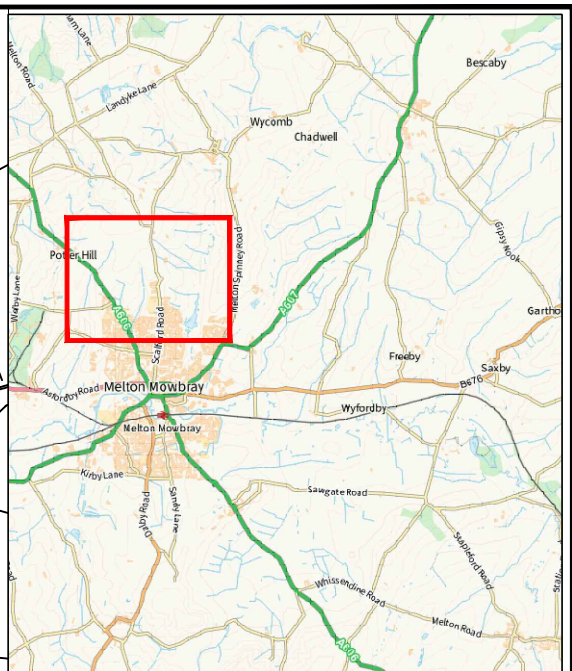 Melton Road
Landyke Lane
Bescaby
Wycomb
Chadwell
Potter Hill
Melton Spinney Road
Gipsy Nook
Welby Lane
A606
Scalford Road
A607
Gartho
Freeby
Saxby
B676
Asfordby Road
Melton Mowbray
Wyfordby
Melton Mowbray
Kirby Lane
Sawgate Road
Dalby Road
Sandy Lane
Stapleford Road
Whissendine Road
Melton Road
A606